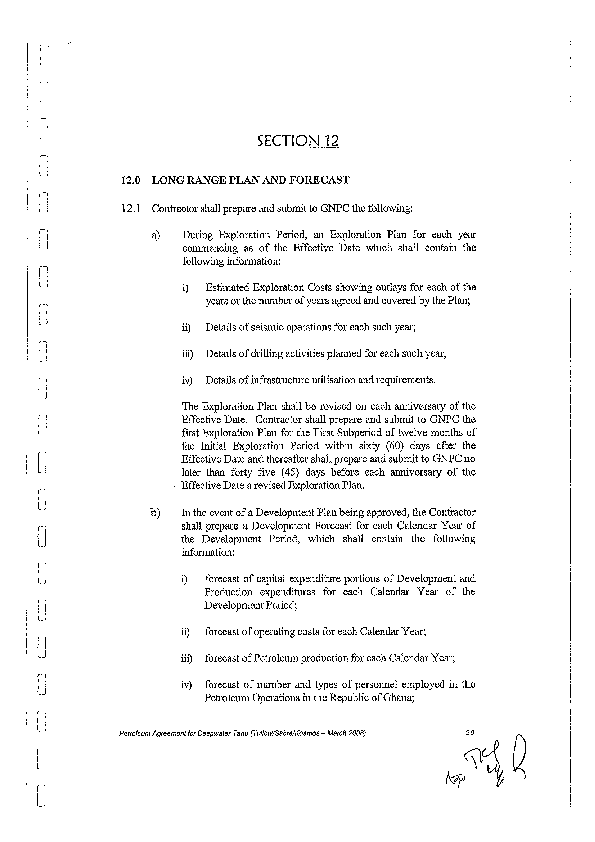 SECTION 12
12.0 LONG RANGE PLAN AND FORECAST
12.1 Contractor shall prepare and submit to GNPC the following:
a) During Exploration Period, an Exploration Plan for each year
commencing as of the Effective Date which shall contain the
following information:
i) Estimated Exploration Costs showing outlays for each of the
years or the number of years agreed and covered by the Plan;
ii) Details of seismic operations for each such year;
iii) Details of drilling activities planned for each such year;
iv) Details of infrastructure utilisation and requirements.
The Exploration Plan shall be revised on each anniversary of the
Effective Date. Contractor shall prepare and submit to GNPC the
first Exploration Plan for the First Subperiod of twelve months of
the Initial Exploration Period within sixty (60) days after the
Effective Date and thereafter shall prepare and submit to GNPC no
later than forty five (45) days before each anniversary of the
Effective Date a revised Exploration Plan.
b) In the event of a Development Plan being approved, the Contractor
shall prepare a Development Forecast for each Calendar Year of
the Development Period, which shall contain the following
information:
i) forecast of capital expenditure portions of Development and
Production expenditures for each Calendar Year of the
Development Period;
ii) forecast of operating costs for each Calendar Year;
iii) forecast of Petroleum production for each Calendar Year;
iv) forecast of number and types of personnel employed in the
Petroleum Operations in the Republic of Ghana;
Petroleum Agreement for Deepwater Tano (Tullow/Sabre/Kosmos – March 2006)